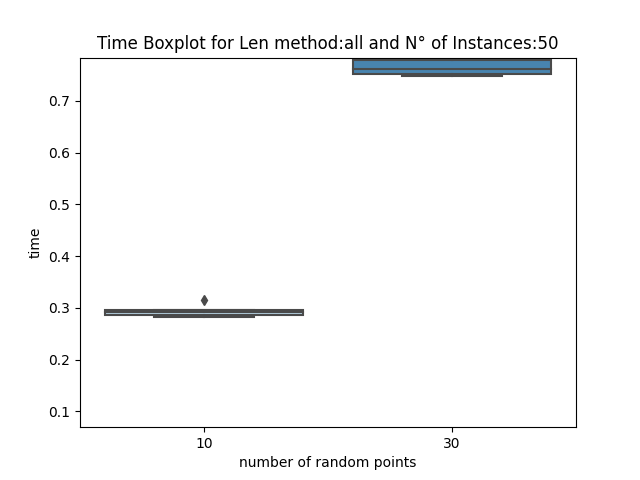 Time Boxplot for Len method:all and N° of Instances:50
0.7
0.6
0.5
0.4
0.3
0.2
0.1
time
10 30
number of random points